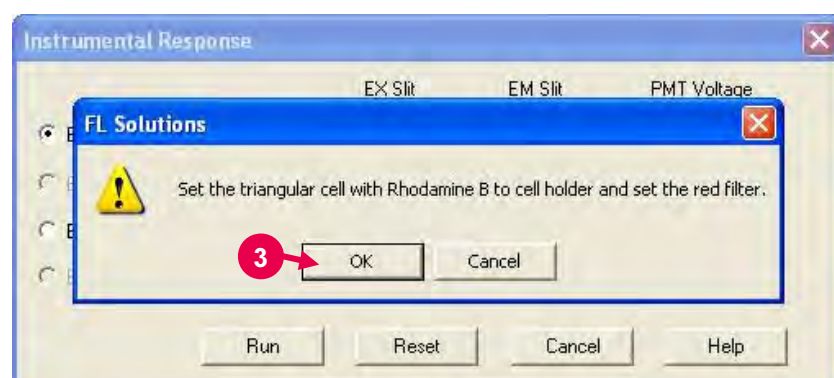 Instrumental Response
EX Slit EM Slit PMT Voltage
FL Solutions
Set the triangular cell with Rhodamine B to cell holder and set the red filter.
3
OK Cancel
Run Reset Cancel Help